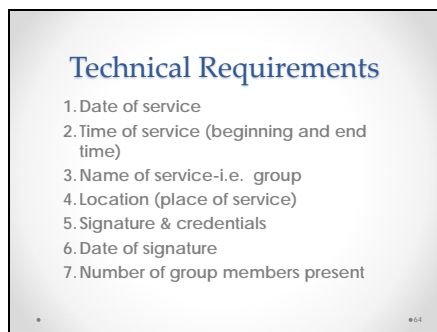 Technical Requirements
1. Date of service
2. Time of service (beginning and end
time)
3. Name of service-i.e. group
4. Location (place of service)
5. Signature & credentials
6. Date of signature
7. Number of group members present
64